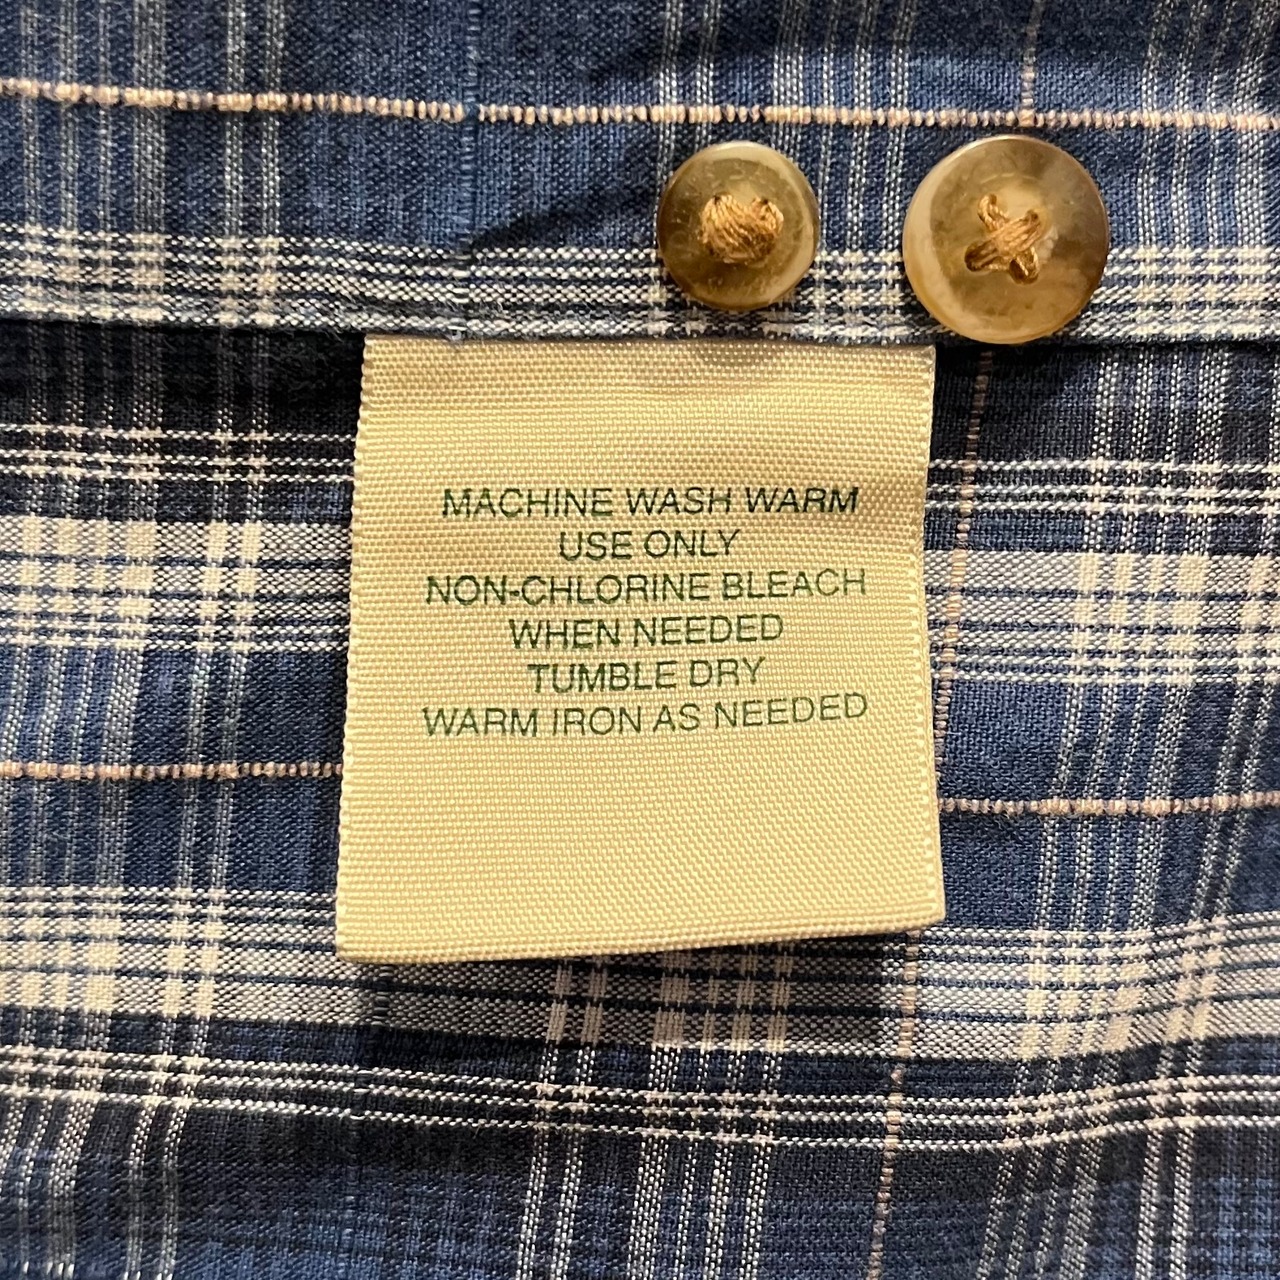 MACHINE WASH WARM
USE ONLY
NON-CHLORINE BLEACH
WHEN NEEDED
TUMBLE DRY
WARM IRON AS NEEDED